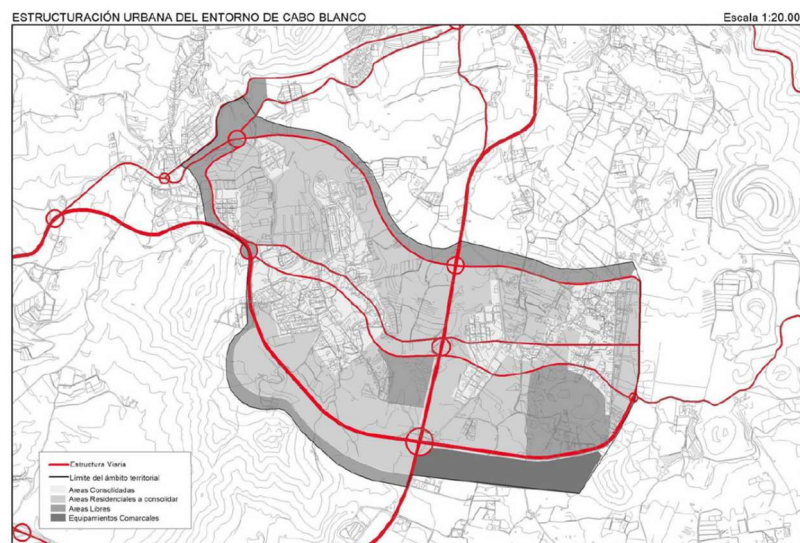 ESTRUCTURACIÓN URBANA DEL ENTORNO DE CABO BLANCO
Escala 1:20.00
Estructura Viaria
Límite del ámbito territorial
Areas Consolidadas
Areas Residenciales a consolidar
Areas Libres
Equipamientos Comarcales